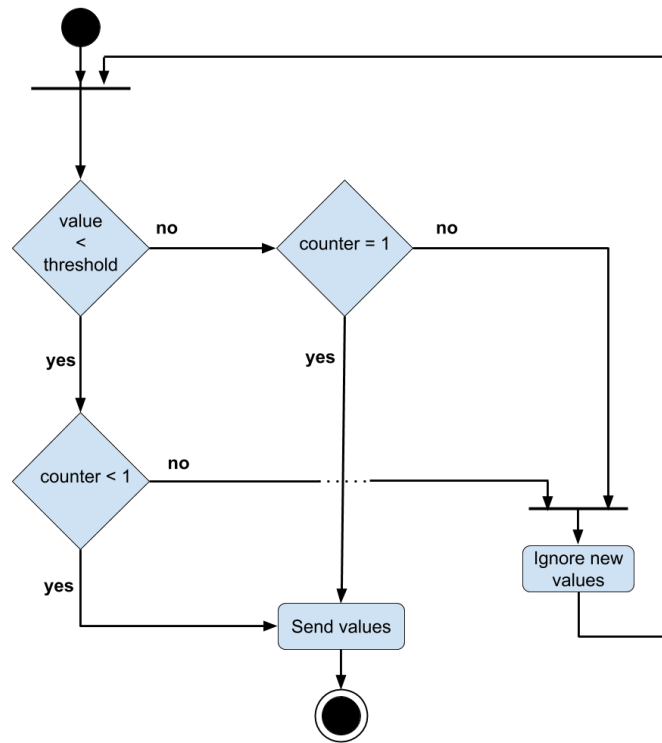 value
<
threshold
no
counter = 1
no
yes
yes
counter < 1
no
yes
Ignore new
values
Send values